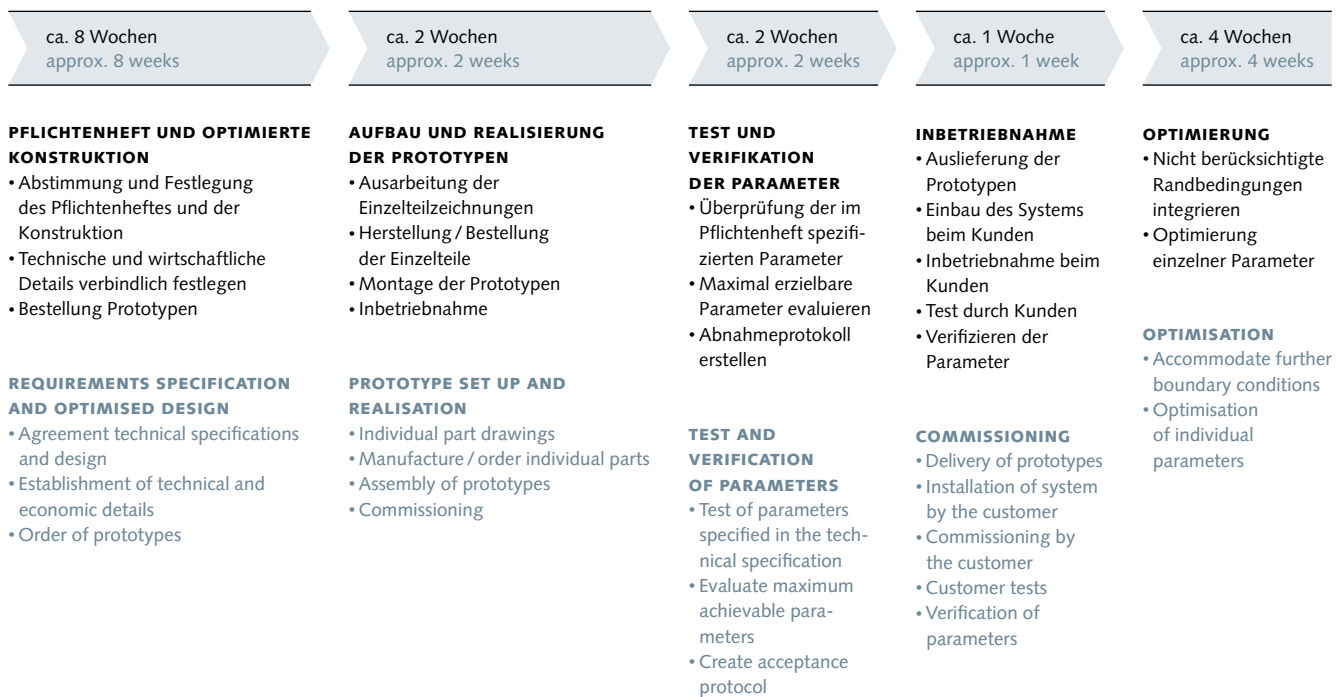 ca. 8 Wochen
approx. 8 weeks
ca. 2 Wochen
approx. 2 weeks
ca. 2 Wochen
approx. 2 weeks
ca. 1 Woche
approx. 1 week
ca. 4 Wochen
approx. 4 weeks
PFLICHTENHEFT UND OPTIMIERTE
KONSTRUKTION
• Abstimmung und Festlegung
des Pflichtenheftes und der
Konstruktion
• Technische und wirtschaftliche
Details verbindlich festlegen
• Bestellung Prototypen
REQUIREMENTS SPECIFICATION
AND OPTIMISED DESIGN
• Agreement technical specifications
and design
• Establishment of technical and
economic details
• Order of prototypes
AUFBAU UND REALISIERUNG
DER PROTOTYPEN
• Ausarbeitung der
Einzelteilzeichnungen
• Herstellung / Bestellung
der Einzelteile
• Montage der Prototypen
• Inbetriebnahme
PROTOTYPE SET UP AND
REALISATION
• Individual part drawings
• Manufacture / order individual parts
• Assembly of prototypes
• Commissioning
TEST UND
VERIFIKATION
DER PARAMETER
• Überprüfung der im
Pflichtenheft spezifi-
zierten Parameter
• Maximal erzielbare
Parameter evaluieren
• Abnahmeprotokoll
erstellen
TEST AND
VERIFICATION
OF PARAMETERS
• Test of parameters
specified in the tech-
nical specification
• Evaluate maximum
achievable para-
meters
• Create acceptance
protocol
INBETRIEBNAHME
• Auslieferung der
Prototypen
• Einbau des Systems
beim Kunden
• Inbetriebnahme beim
Kunden
• Test durch Kunden
• Verifizieren der
Parameter
COMMISSIONING
• Delivery of prototypes
• Installation of system
by the customer
• Commissioning by
the customer
• Customer tests
• Verification of
parameters
OPTIMIERUNG
• Nicht berücksichtigte
Randbedingungen
integrieren
• Optimierung
einzelner Parameter
OPTIMISATION
• Accommodate further
boundary conditions
• Optimisation
of individual
parameters